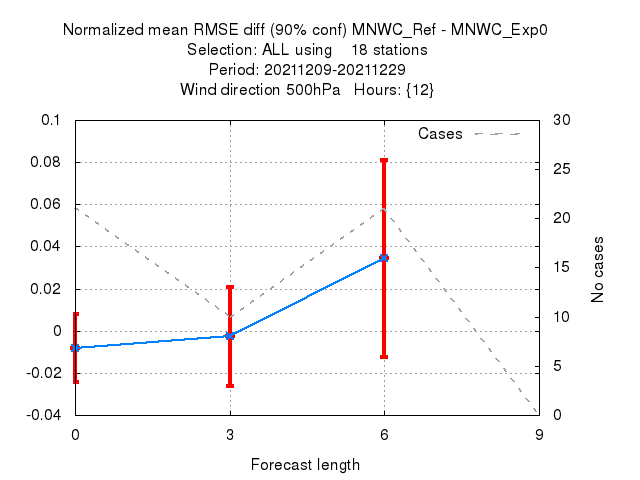 Normalized mean RMSE diff (90% conf) MNWC_Ref - MNWC_Exp0
Selection: ALL using 18 stations
Period: 20211209-20211229
Wind direction 500hPa Hours: {12}
0.1
0.08
0.06
0.04
0.02
0
-0.02
-0.04
Cases
30
25
20
15
10
5
0
No cases
0 3 6 9
Forecast length